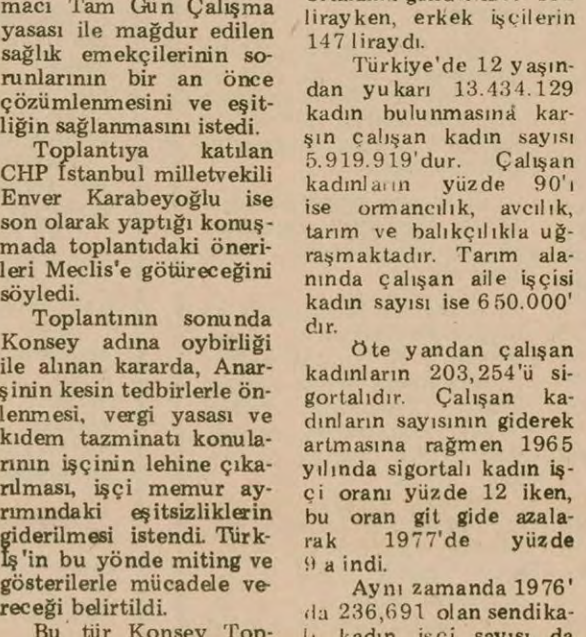 macı Tam Gün Çalışma
yasası ile mağdur edilen
sağlık emekçilerinin so-
runlarının bir an önce
çözümlenmesini ve eşit-
liğin sağlanmasını istedi.
Toplantıya katılan
CHP İstanbul milletvekili
Enver Karabeyoğlu ise
son olarak yaptığı konuş-
mada toplantıdaki öneri-
leri Meclis'e götüreceğini
söyledi.
Toplantının sonunda
Konsey adına oybirliği
ile alınan kararda, Anar-
şinin kesin tedbirlerle ön-
lenmesi, vergi yasası ve
kıdem tazminatı konula-
rının işçinin lehine çıka-
rılması, işçi memur ay-
rımındaki eşitsizliklerin
giderilmesi istendi. Türk-
İş'in bu yönde miting ve
gösterilerle mücadele ve-
receği belirtildi.
Bu tür Konsey Top-
lirayken, erkek işçilerin
147 liraydı.
Türkiye'de 12 yaşın-
dan yukarı 13.434.129
kadın bulunmasına kar-
şın çalışan kadın sayısı
5.919.919'dur. Çalışan
kadınların yüzde 90'ı
ise ormancılık, avcılık,
tarım ve balıkçılıkla uğ-
raşmaktadır. Tarım ala-
nında çalışan aile işçisi
kadın sayısı ise 650.000'
dır.
Öte yandan çalışan
kadınların 203,254'ü si-
gortalıdır. Çalışan ka-
dınların sayısının giderek
artmasına rağmen 1965
yılında sigortalı kadın iş-
çi oranı yüzde 12 iken,
bu oran git gide azala-
rak 1977'de yüzde
9 a indi.
Aynı zamanda 1976'
da 236,691 olan sendika-
lı kadın işçi sayısı da